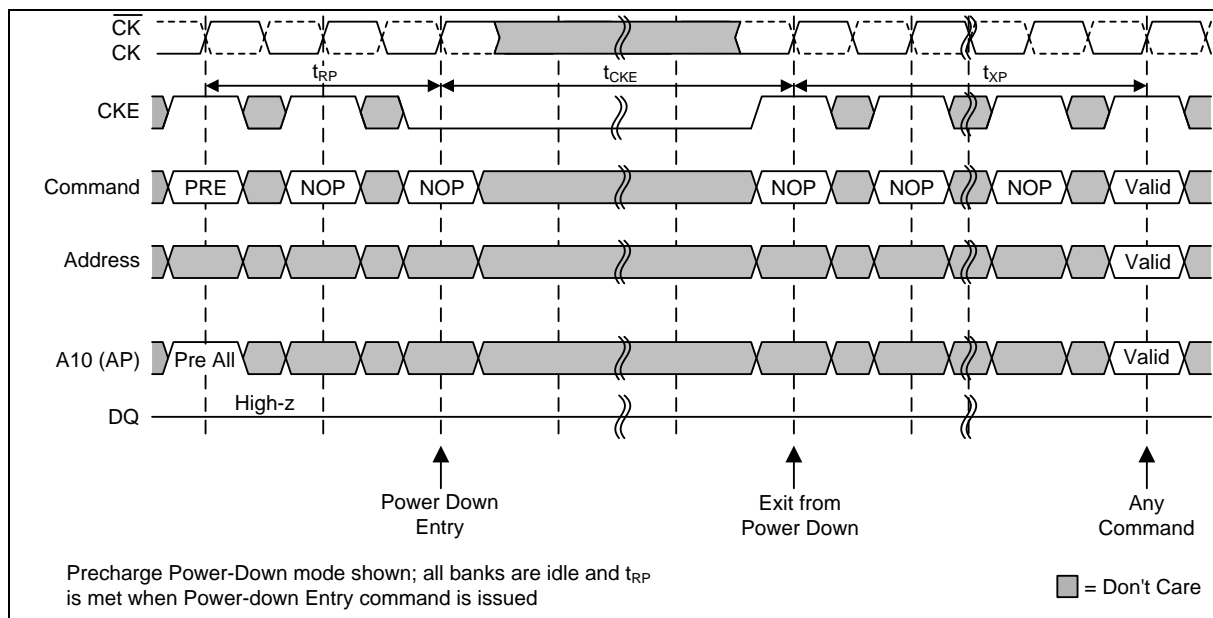 CK
CK
tRP
tCKE
tXP
CKE
Command
PRE
NOP
NOP
NOP
NOP
NOP
Valid
Address
Valid
A10 (AP)
Pre All
Valid
High-z
DQ
Power Down
Entry
Exit from
Power Down
Any
Command
Precharge Power-Down mode shown; all banks are idle and tRP
is met when Power-down Entry command is issued
= Don't Care